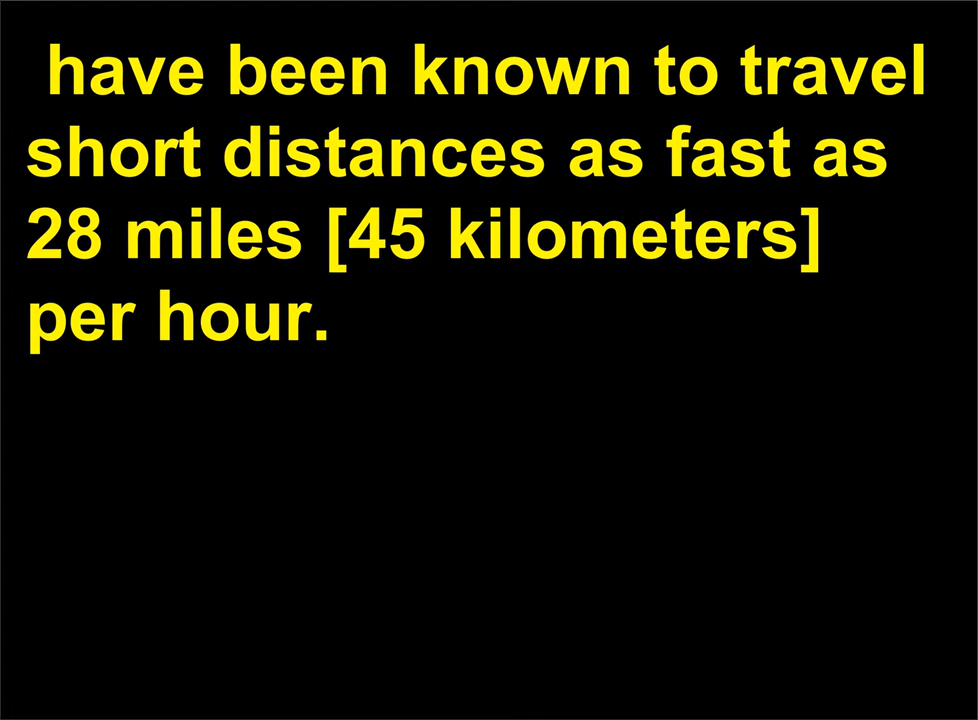 have been known to travel
short distances as fast as
28 miles [45 kilometers]
per hour.